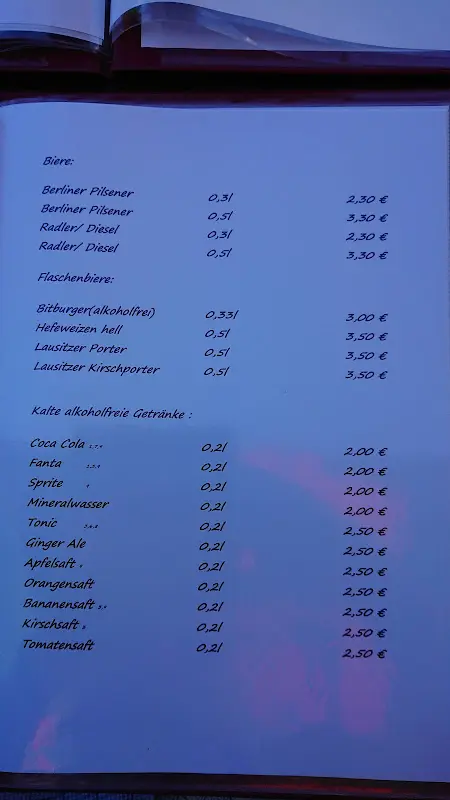 Biere:
Berliner Pilsener 0,3l 2,30 €
Berliner Pilsener 0,5l 3,30 €
Radler/ Diesel 0,3l 2,30 €
Radler/ Diesel 0,5l 3,30 €
Flaschenbiere:
Bitburger(alkoholfrei) 0,33l 3,00 €
Hefeweizen hell 0,5l 3,50 €
Lausitzer Porter 0,5l 3,50 €
Lausitzer Kirschporter 0,5l 3,50 €
Kalte alkoholfreie Getränke :
Coca Cola 0,2l 2,00 €
Fanta 0,2l 2,00 €
Sprite 0,2l 2,00 €
Mineralwasser 0,2l 2,00 €
Tonic 0,2l 2,50 €
Ginger Ale 0,2l 2,50 €
Apfelsaft 0,2l 2,50 €
Orangensaft 0,2l 2,50 €
Bananensaft 0,2l 2,50 €
Kirschsaft 0,2l 2,50 €
Tomatensaft 0,2l 2,50 €